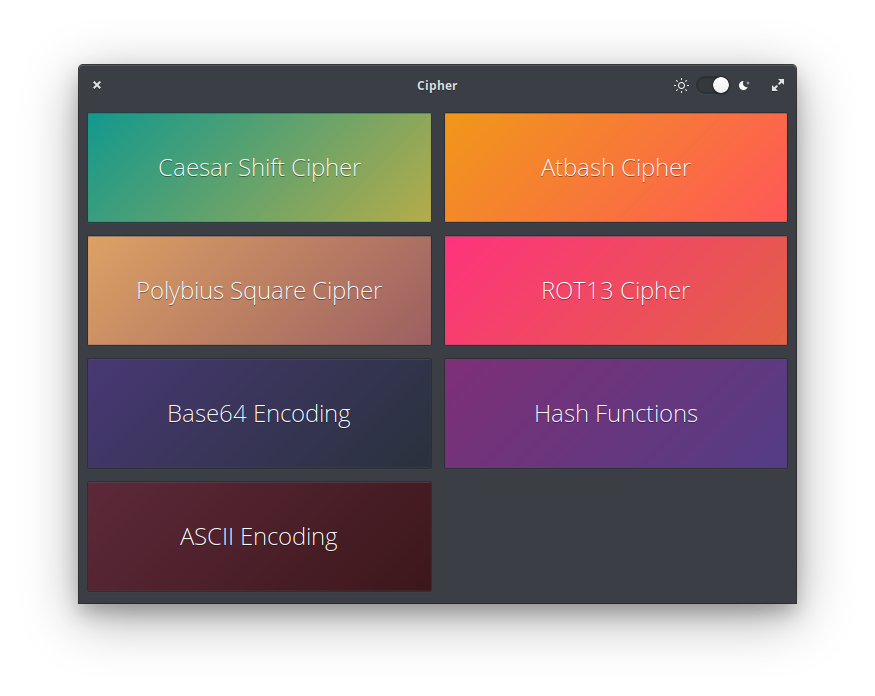 Cipher
Caesar Shift Cipher
Atbash Cipher
Polybius Square Cipher
ROT13 Cipher
Base64 Encoding
Hash Functions
ASCII Encoding